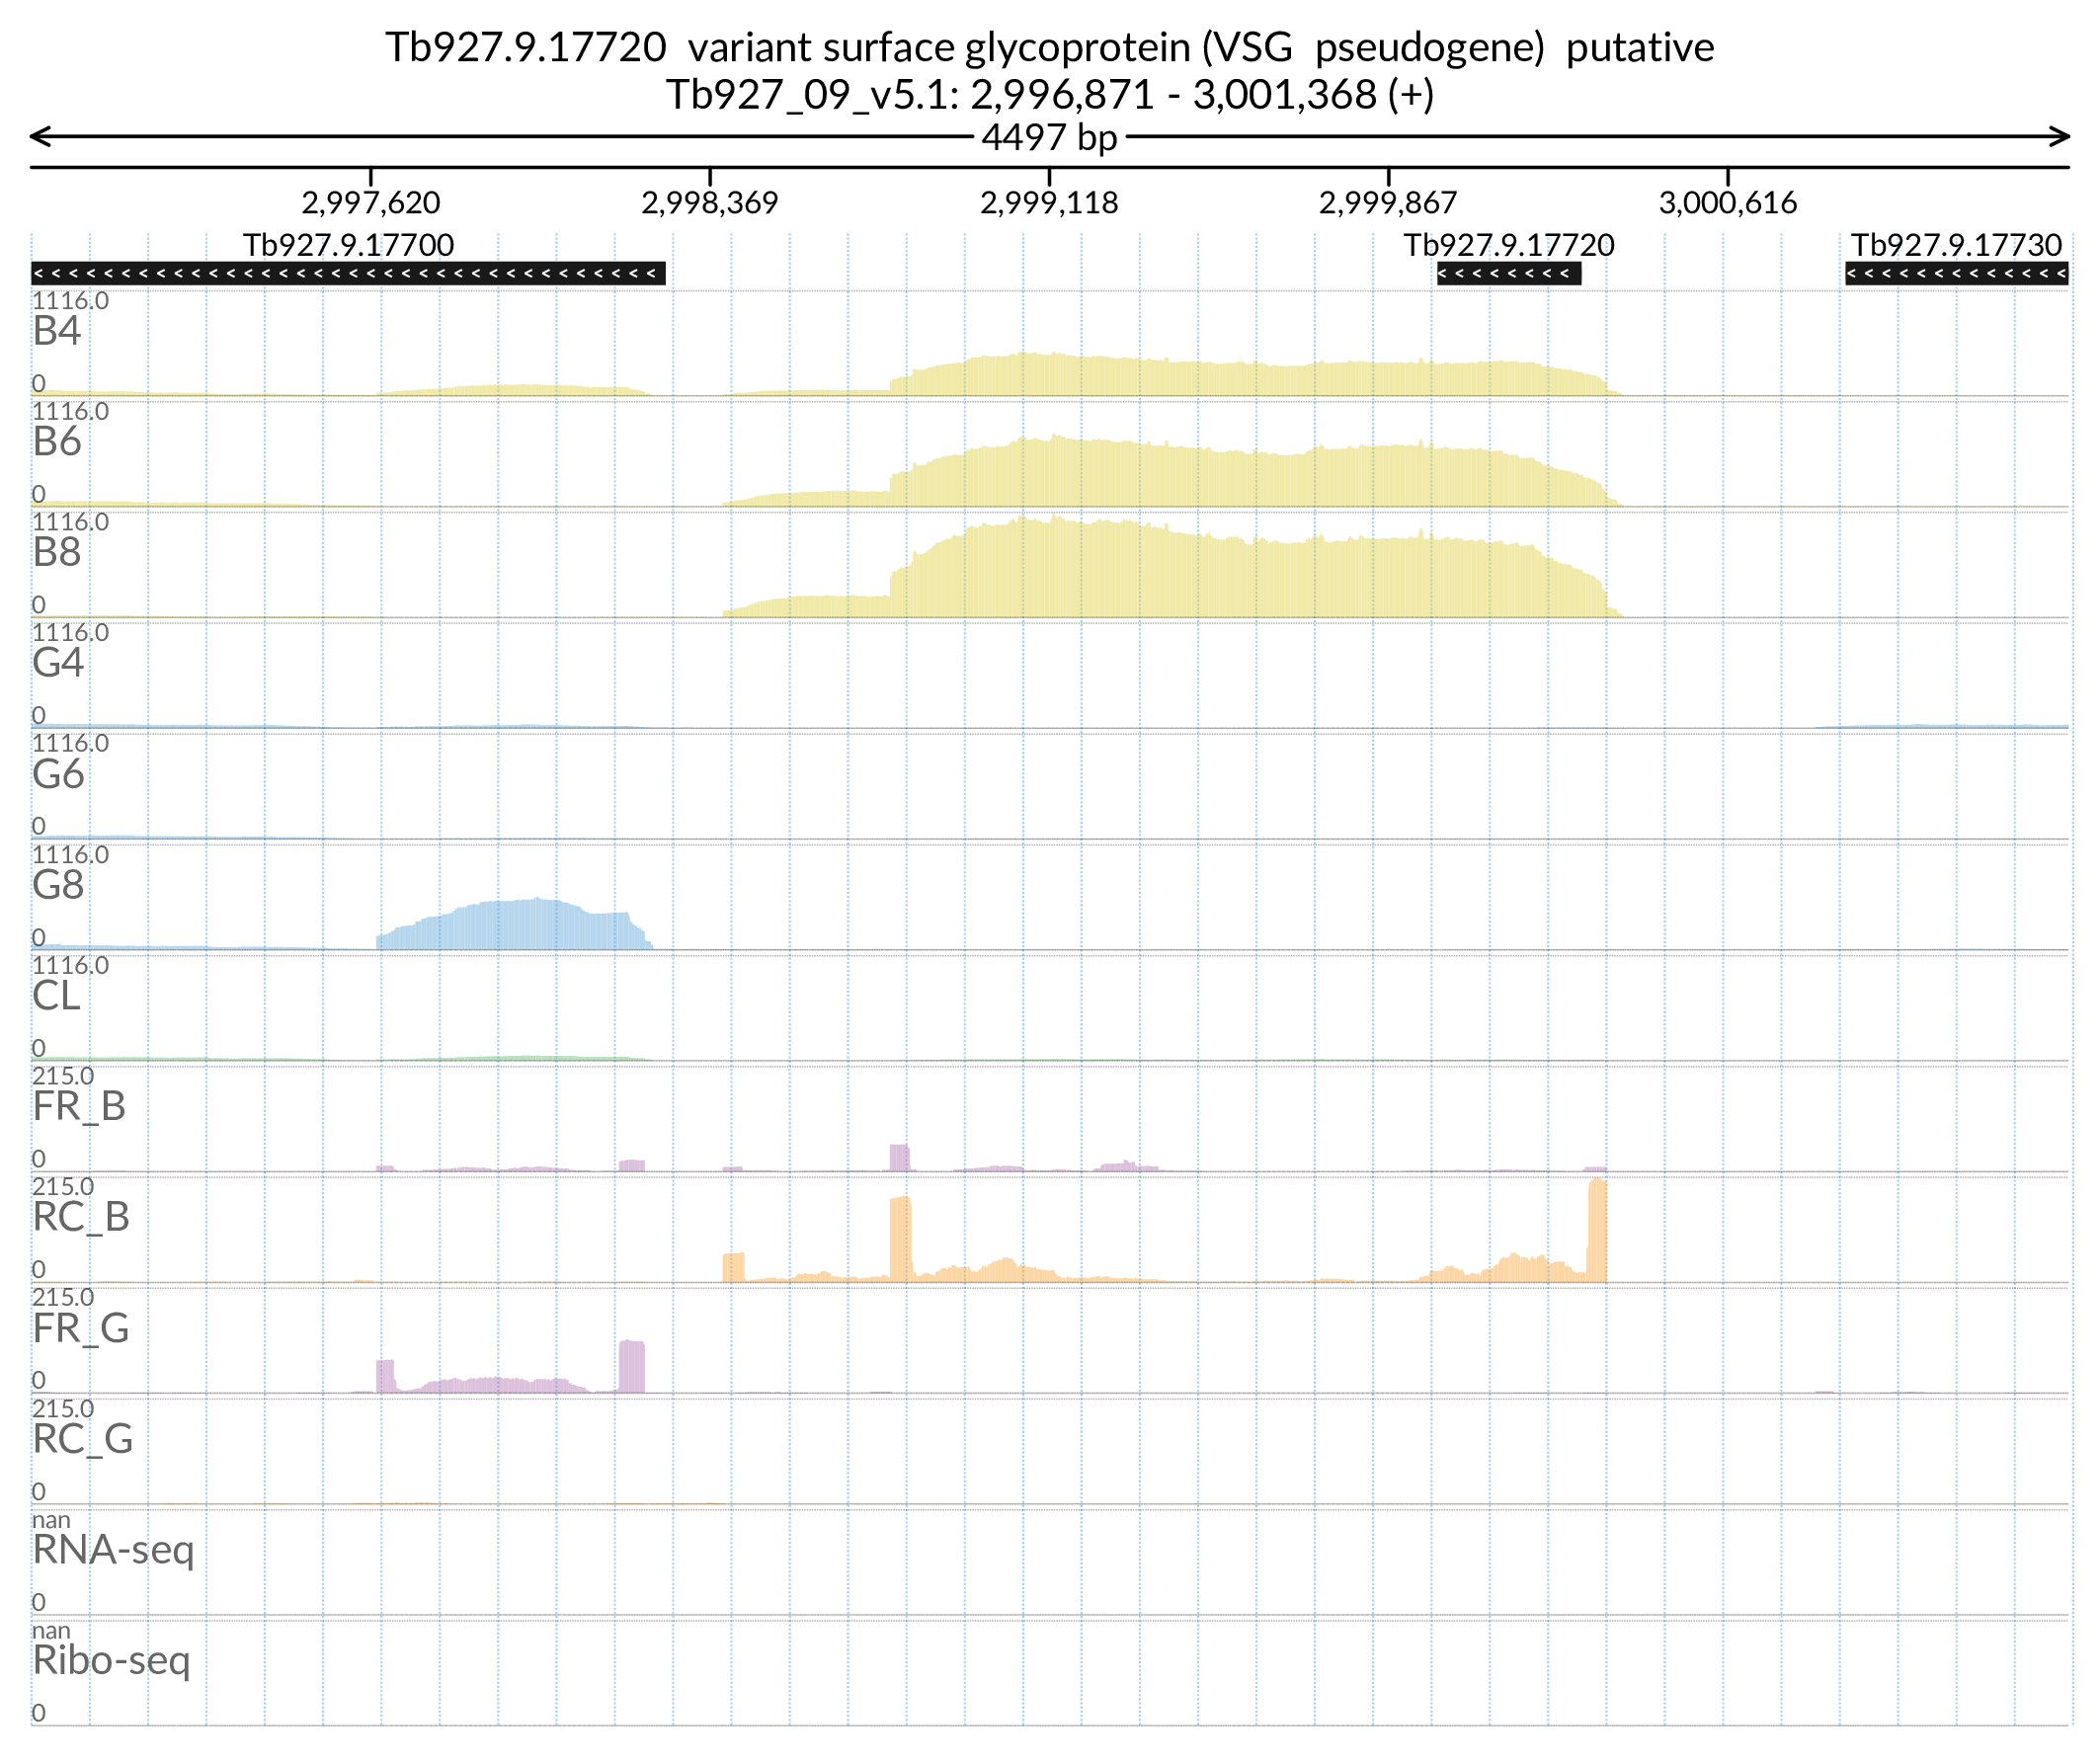 Tb927.9.17720  variant surface glycoprotein (VSG  pseudogene)  putative
Tb927_09_v5.1: 2,996,871 - 3,001,368 (+)
4497 bp
2,997,620 2,998,369 2,999,118 2,999,867 3,000,616
Tb927.9.17700 Tb927.9.17720 Tb927.9.17730
1116.0
B4
0
1116.0
B6
0
1116.0
B8
0
1116.0
G4
0
1116.0
G6
0
1116.0
G8
0
1116.0
CL
0
215.0
FR_B
0
215.0
RC_B
0
215.0
FR_G
0
215.0
RC_G
0
nan
RNA-seq
0
nan
Ribo-seq
0